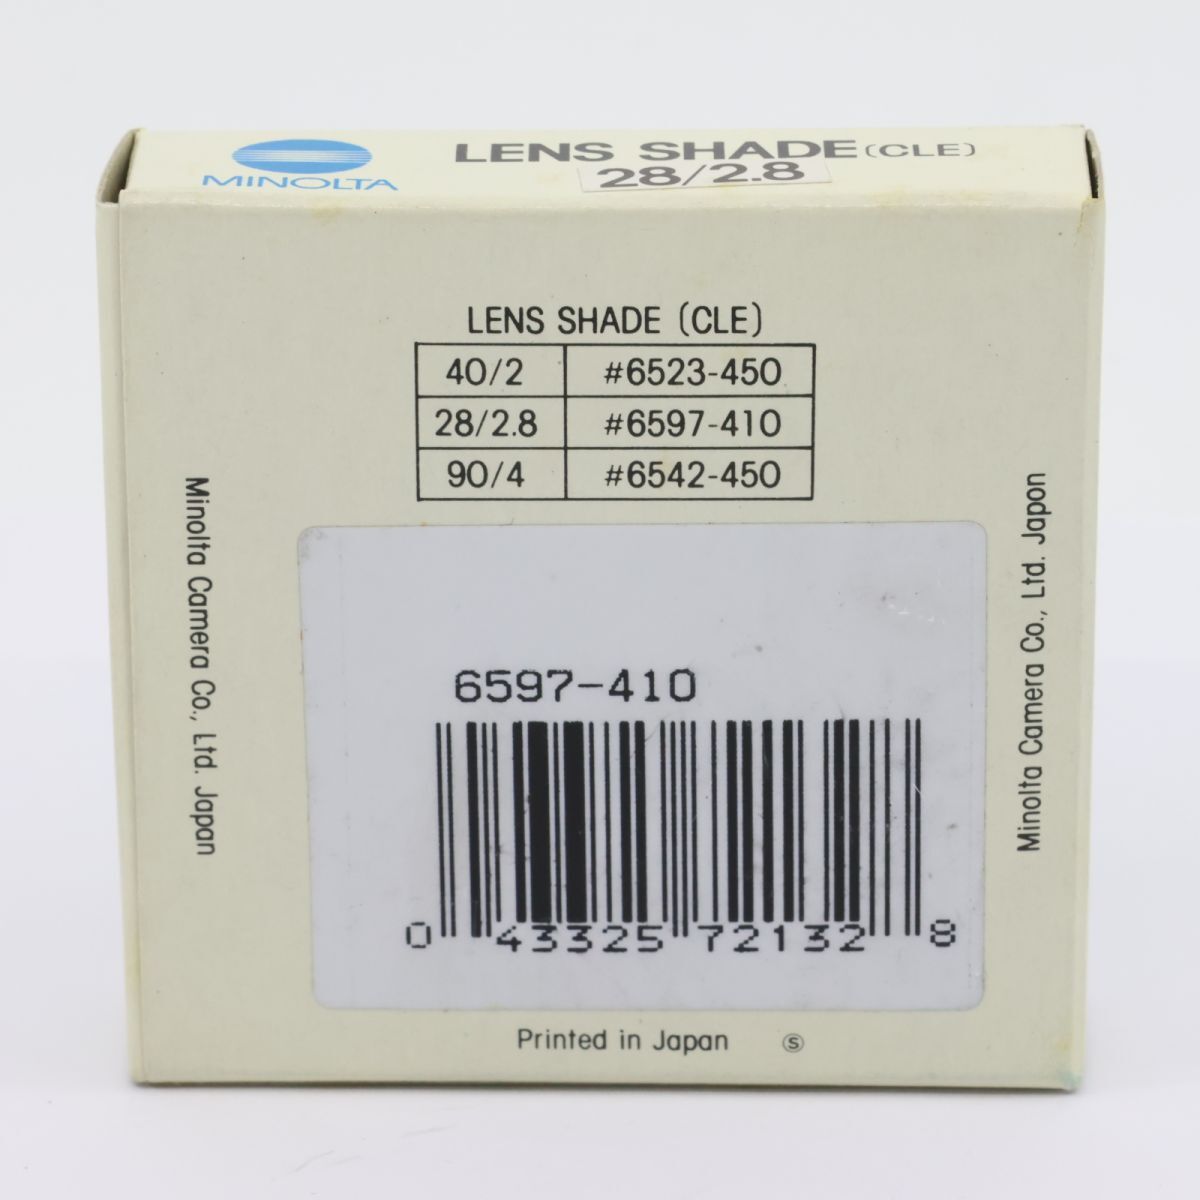 MINOLTA
LENS SHADE (CLE)
28/2.8
LENS SHADE (CLE)
40/2 #6523-450
28/2.8 #6597-410
90/4 #6542-450
Minolta Camera Co., Ltd. Japan
Minolta Camera Co., Ltd. Japan
6597-410
0 43325 72132 8
Printed in Japan Ⓢ